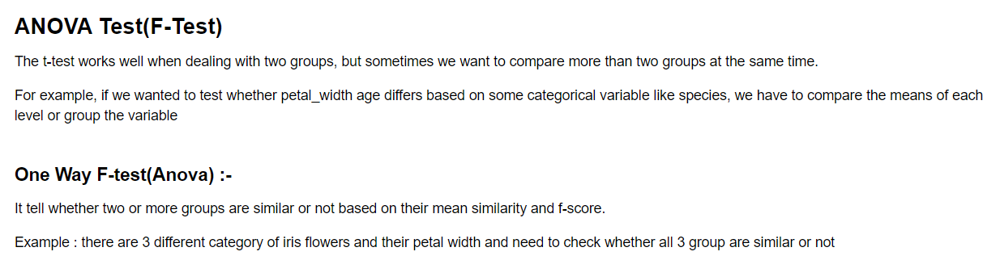 ANOVA Test(F-Test)
The t-test works well when dealing with two groups, but sometimes we want to compare more than two groups at the same time.
For example, if we wanted to test whether petal_width age differs based on some categorical variable like species, we have to compare the means of each
level or group the variable
One Way F-test(Anova) :-
It tell whether two or more groups are similar or not based on their mean similarity and f-score.
Example : there are 3 different category of iris flowers and their petal width and need to check whether all 3 group are similar or not